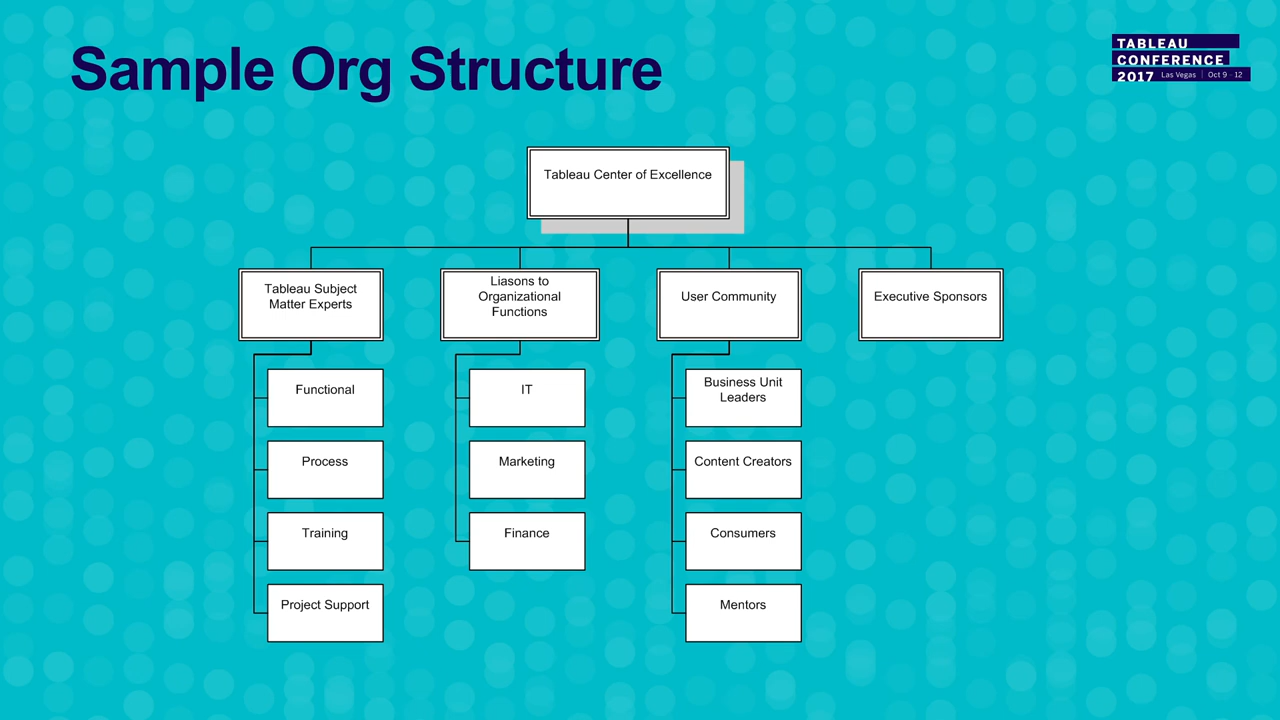 Sample Org Structure
TABLEAU
CONFERENCE
2017 Las Vegas | Oct 9 - 12
Tableau Center of Excellence
Tableau Subject
Matter Experts
Liasons to
Organizational
Functions
User Community
Executive Sponsors
Functional
Process
Training
Project Support
IT
Marketing
Finance
Business Unit
Leaders
Content Creators
Consumers
Mentors